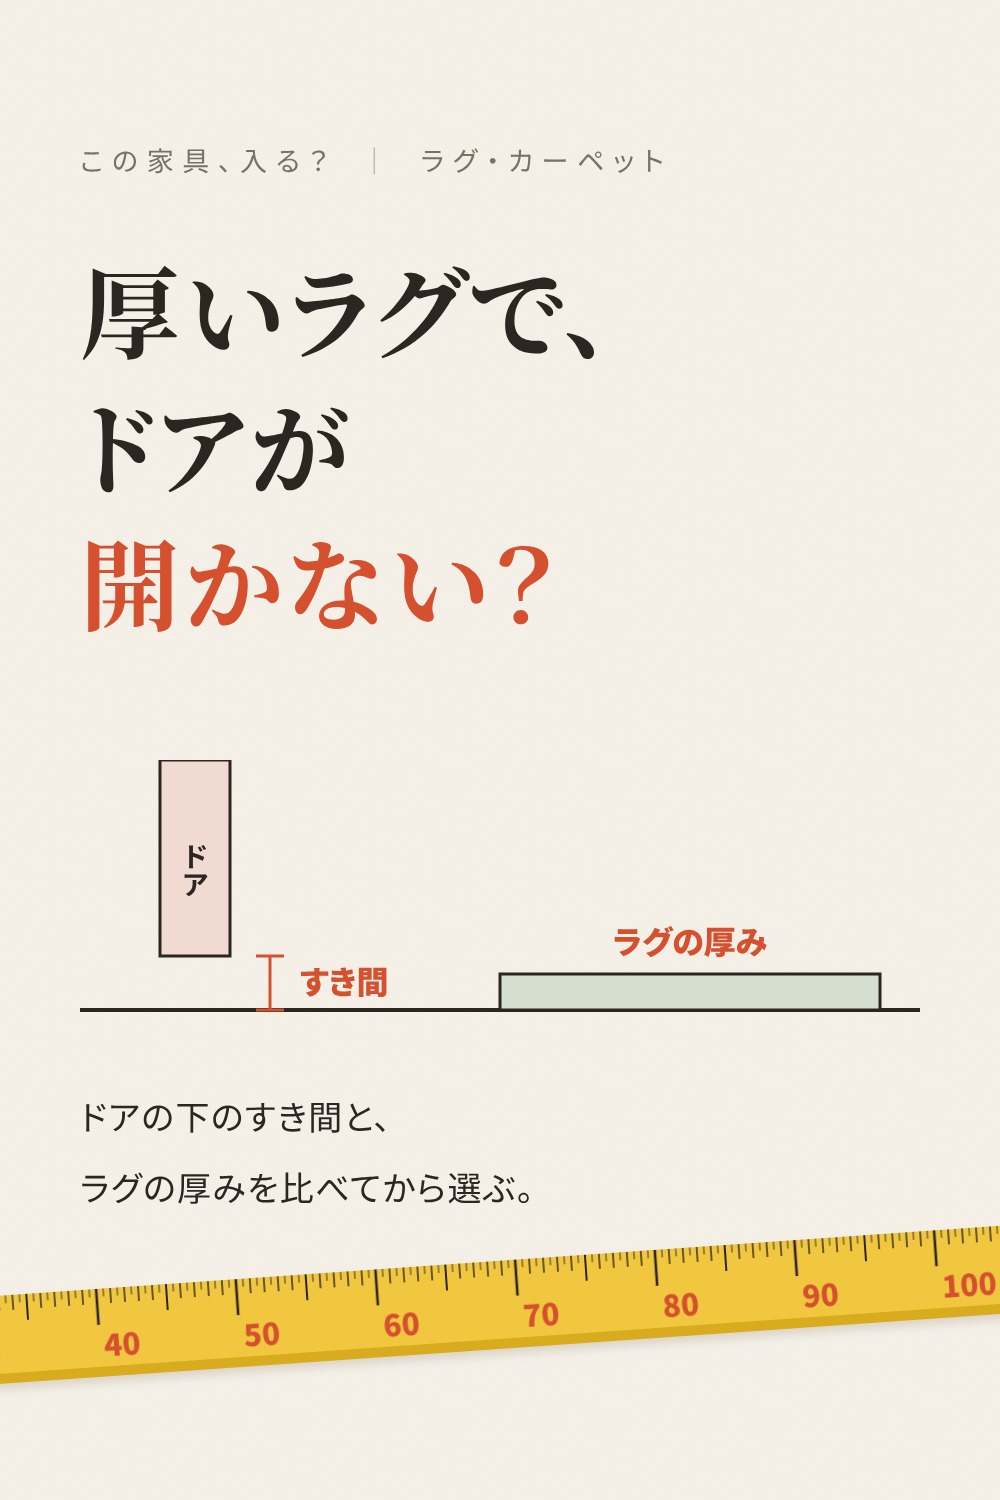 この家具、入る？ ｜ ラグ・カーペット
厚いラグで、
ドアが
開かない？
ドア
ラグの厚み
すき間
ドアの下のすき間と、
ラグの厚みを比べてから選ぶ。
40 50 60 70 80 90 100